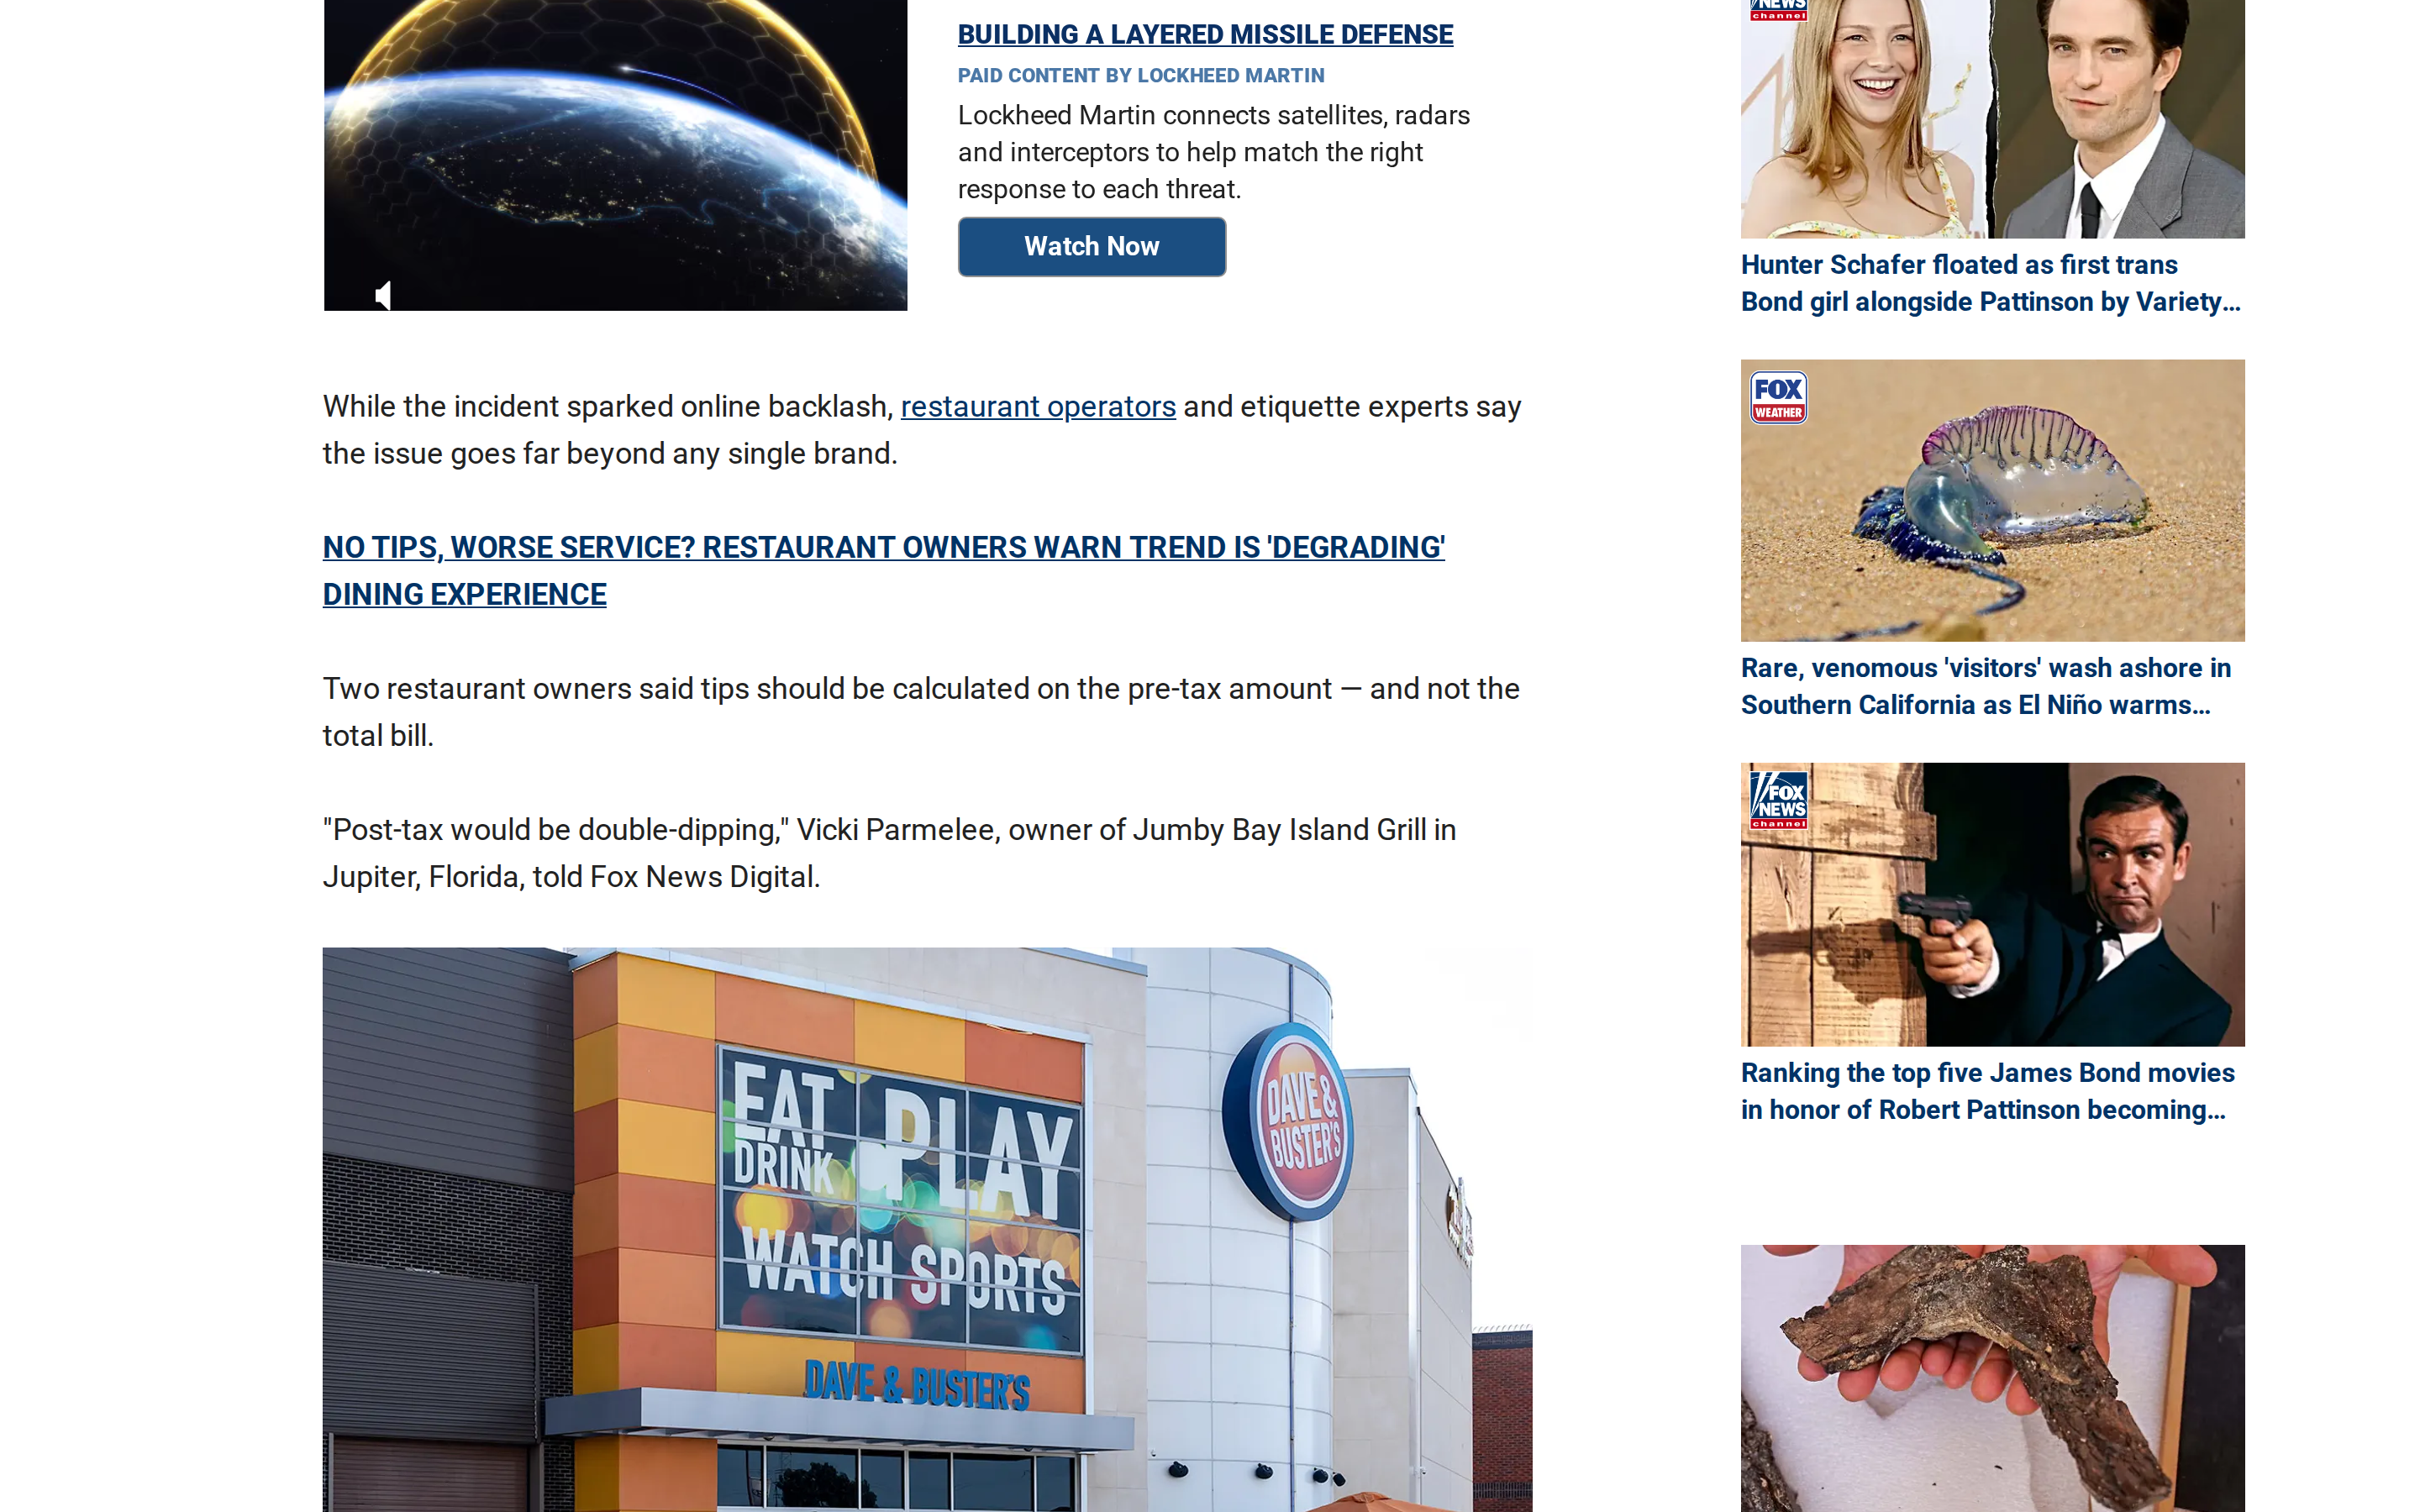 BUILDING A LAYERED MISSILE DEFENSE
PAID CONTENT BY LOCKHEED MARTIN
Lockheed Martin connects satellites, radars
and interceptors to help match the right
response to each threat.
Watch Now
While the incident sparked online backlash, restaurant operators and etiquette experts say
the issue goes far beyond any single brand.
NO TIPS, WORSE SERVICE? RESTAURANT OWNERS WARN TREND IS 'DEGRADING'
DINING EXPERIENCE
Two restaurant owners said tips should be calculated on the pre-tax amount — and not the
total bill.
"Post-tax would be double-dipping," Vicki Parmelee, owner of Jumby Bay Island Grill in
Jupiter, Florida, told Fox News Digital.
EAT
DRINK
& PLAY
WATCH SPORTS
DAVE & BUSTER'S
DAVE &
BUSTER'S
NEWS
channel
Hunter Schafer floated as first trans
Bond girl alongside Pattinson by Variety...
FOX
WEATHER
Rare, venomous 'visitors' wash ashore in
Southern California as El Niño warms...
FOX
NEWS
channel
Ranking the top five James Bond movies
in honor of Robert Pattinson becoming...